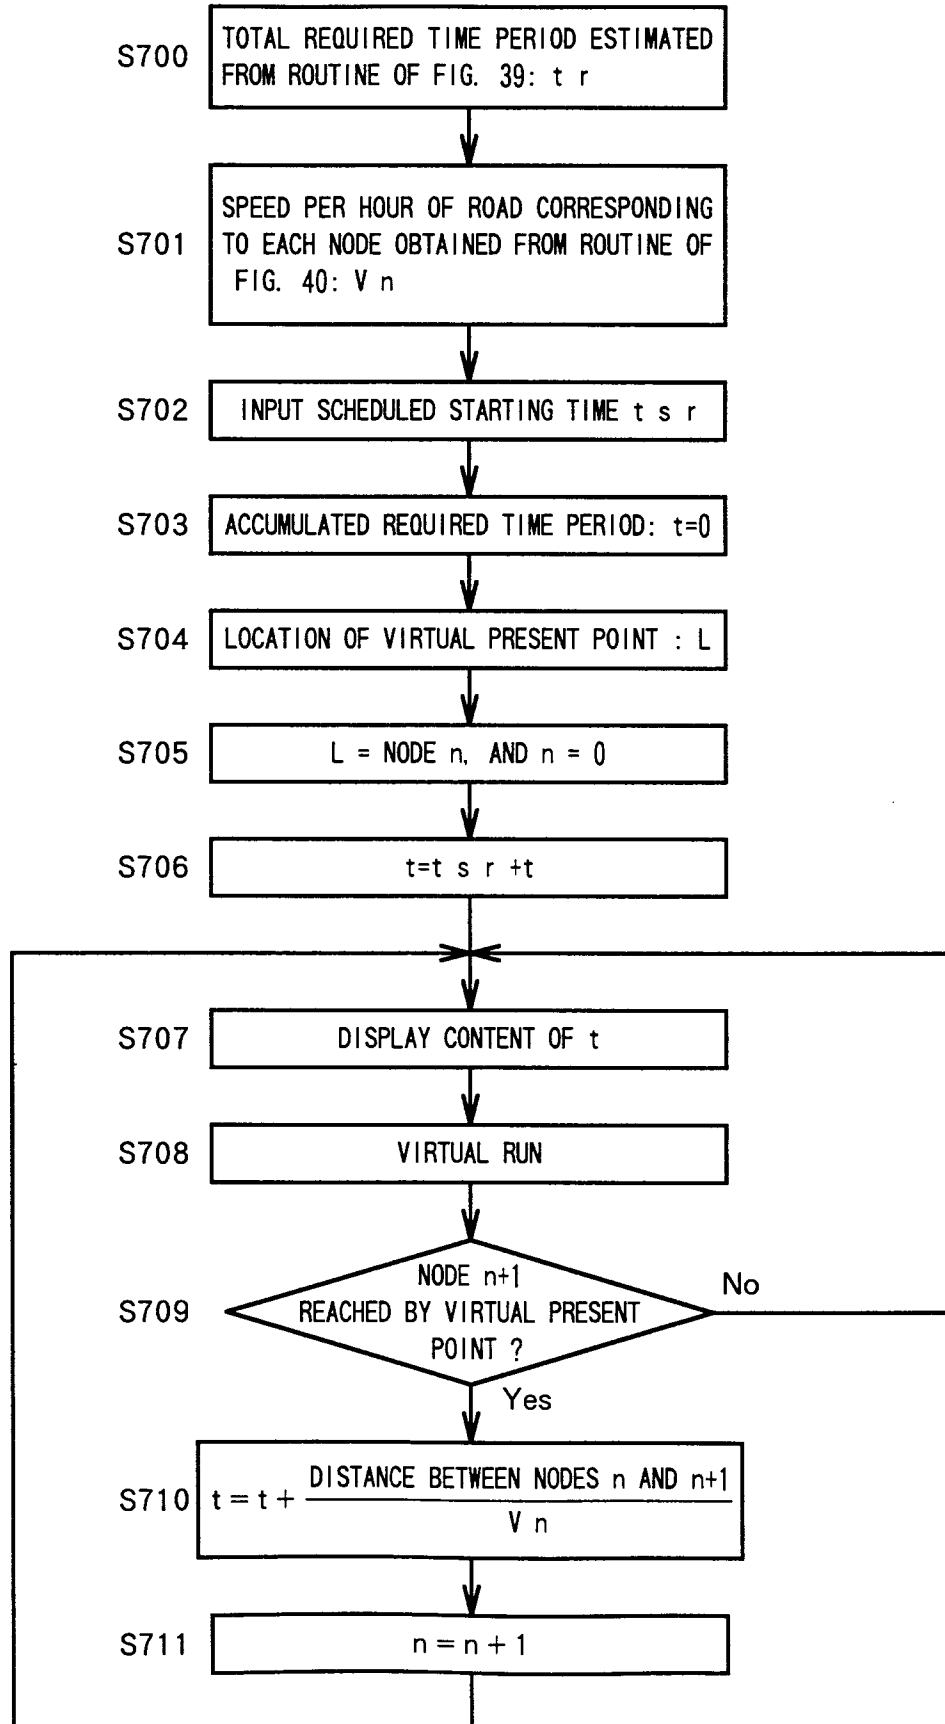 S700
TOTAL REQUIRED TIME PERIOD ESTIMATED
FROM ROUTINE OF FIG. 39: t r
S701
SPEED PER HOUR OF ROAD CORRESPONDING
TO EACH NODE OBTAINED FROM ROUTINE OF
FIG. 40: V n
S702
INPUT SCHEDULED STARTING TIME t s r
S703
ACCUMULATED REQUIRED TIME PERIOD: t=0
S704
LOCATION OF VIRTUAL PRESENT POINT : L
S705
L = NODE n, AND n = 0
S706
t=t s r +t
S707
DISPLAY CONTENT OF t
S708
VIRTUAL RUN
S709
NODE n+1
REACHED BY VIRTUAL PRESENT
POINT ?
No
Yes
S710
t = t + DISTANCE BETWEEN NODES n AND n+1
V n
S711
n = n + 1